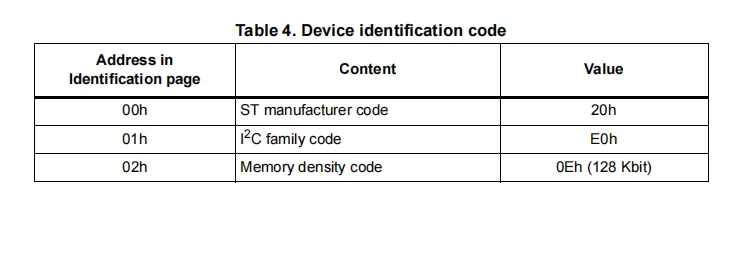 Table 4. Device identification code
Address in
Identification page
Content
Value
00h
ST manufacturer code
20h
01h
I²C family code
E0h
02h
Memory density code
0Eh (128 Kbit)